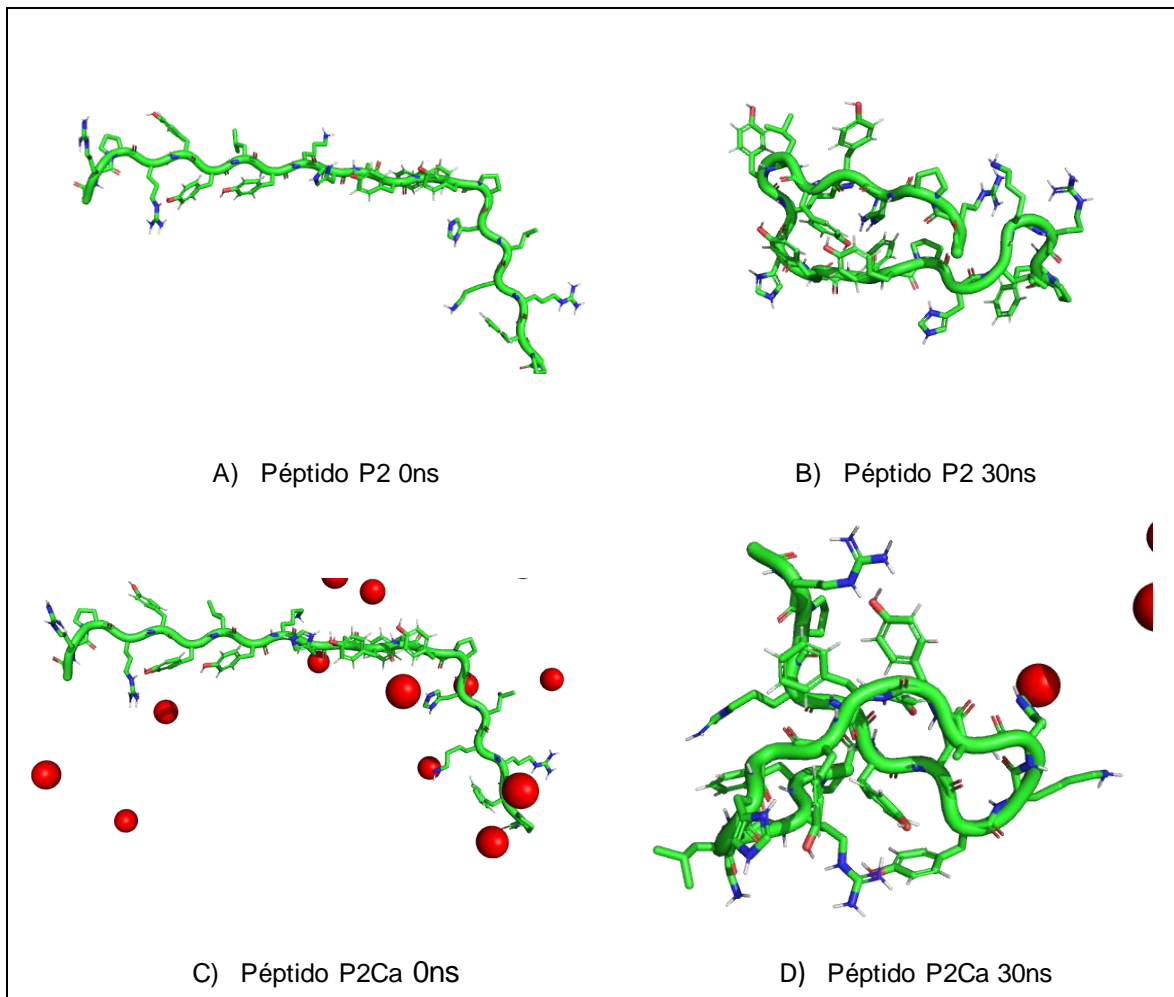 A) Péptido P2 0ns
B) Péptido P2 30ns
C) Péptido P2Ca 0ns
D) Péptido P2Ca 30ns